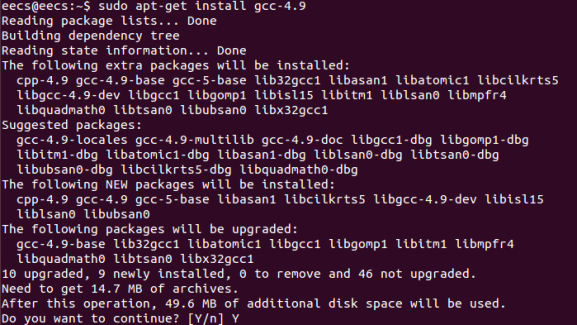 eecs@eecs:~$ sudo apt-get install gcc-4.9
Reading package lists... Done
Building dependency tree
Reading state information... Done
The following extra packages will be installed:
  cpp-4.9 gcc-4.9-base gcc-5-base lib32gcc1 libasan1 libatomic1 libcilkrts5
  libgcc-4.9-dev libgcc1 libgomp1 libisl15 libitm1 liblsan0 libmpfr4
  libquadmath0 libtsan0 libubsan0 libx32gcc1
Suggested packages:
  gcc-4.9-locales gcc-4.9-multilib gcc-4.9-doc libgcc1-dbg libgomp1-dbg
  libitm1-dbg libatomic1-dbg libasan1-dbg liblsan0-dbg libtsan0-dbg
  libubsan0-dbg libcilkrts5-dbg libquadmath0-dbg
The following NEW packages will be installed:
  cpp-4.9 gcc-4.9 gcc-5-base libasan1 libcilkrts5 libgcc-4.9-dev libisl15
  liblsan0 libubsan0
The following packages will be upgraded:
  gcc-4.9-base lib32gcc1 libatomic1 libgcc1 libgomp1 libitm1 libmpfr4
  libquadmath0 libtsan0 libx32gcc1
10 upgraded, 9 newly installed, 0 to remove and 46 not upgraded.
Need to get 14.7 MB of archives.
After this operation, 49.6 MB of additional disk space will be used.
Do you want to continue? [Y/n] Y